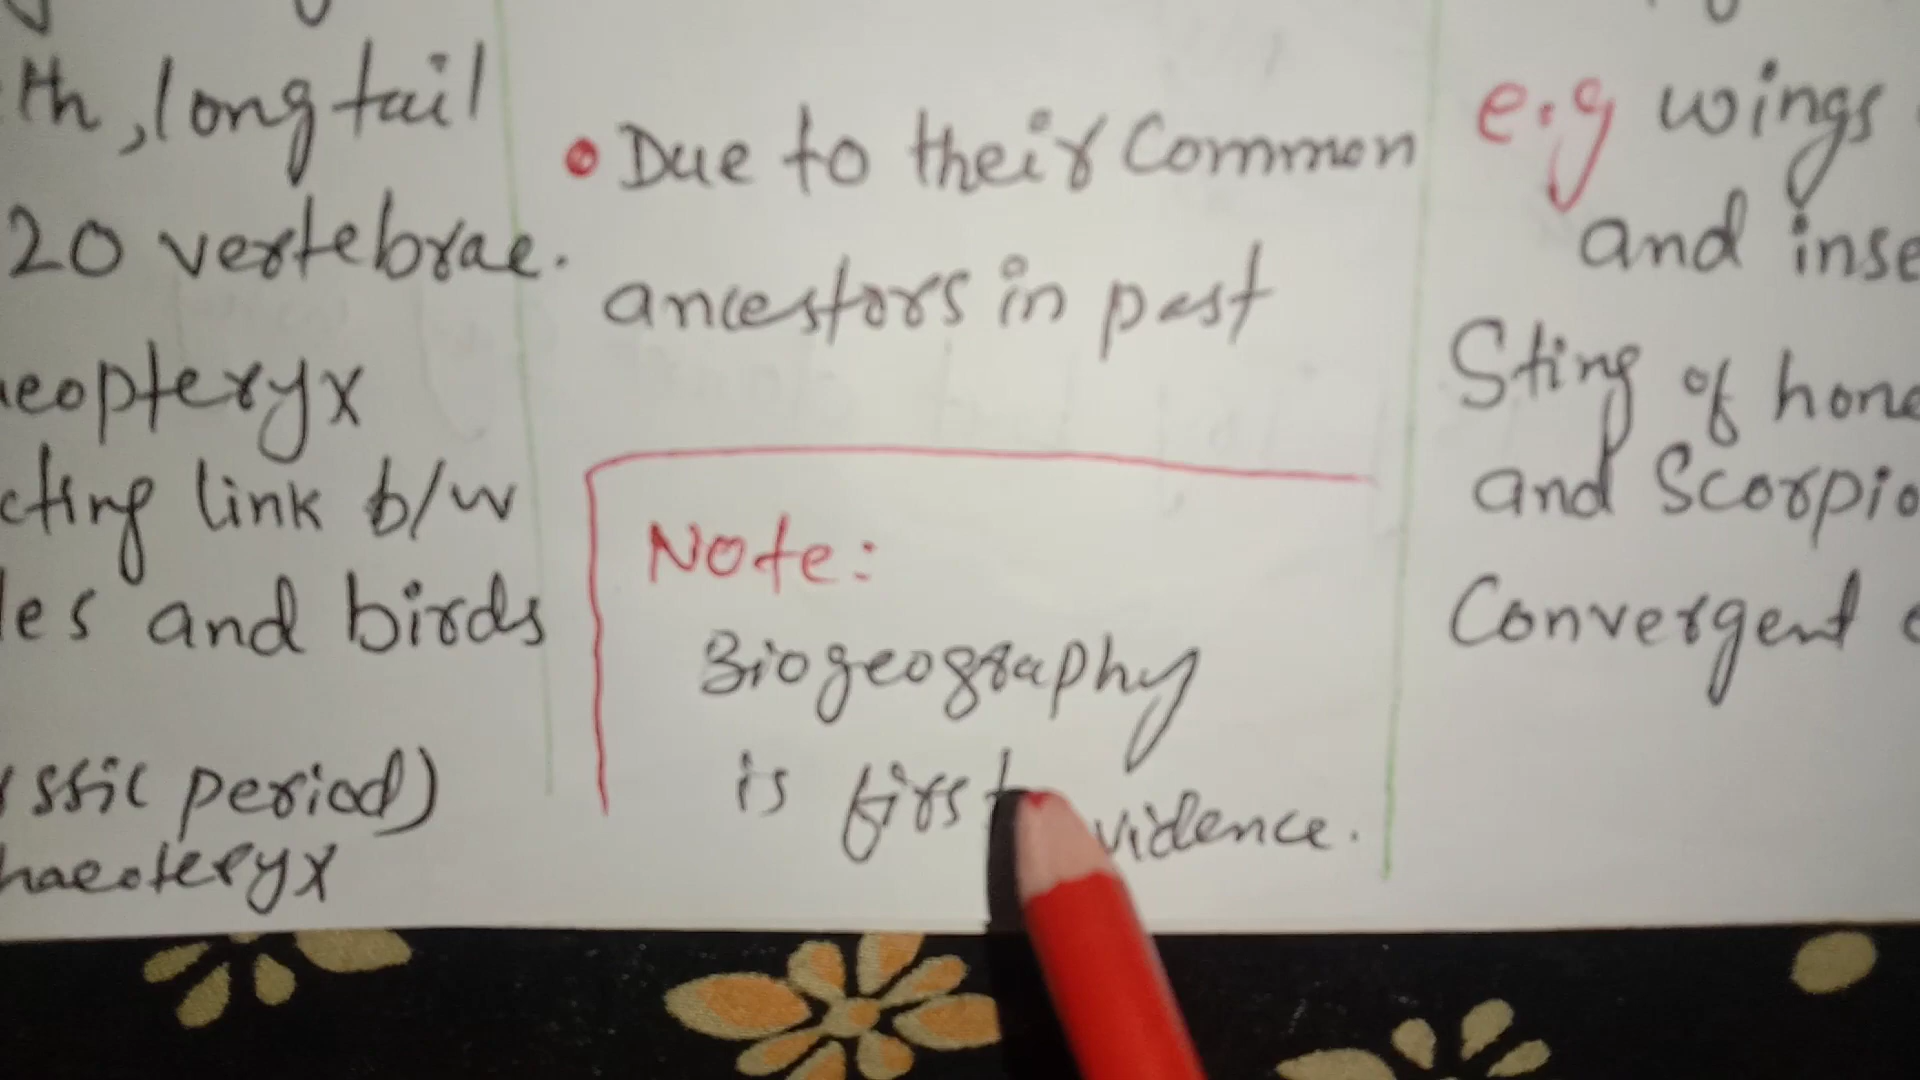 th, long tail
20 vertebrae.
eopteryx
cting link b/w
les and birds
ssic period)
haeoteryx
Due to their Common
ancestors in past
Note:
Biogeography
is first vidence.
e.g wings
and inse
Sting of hone
and Scorpio
Convergent